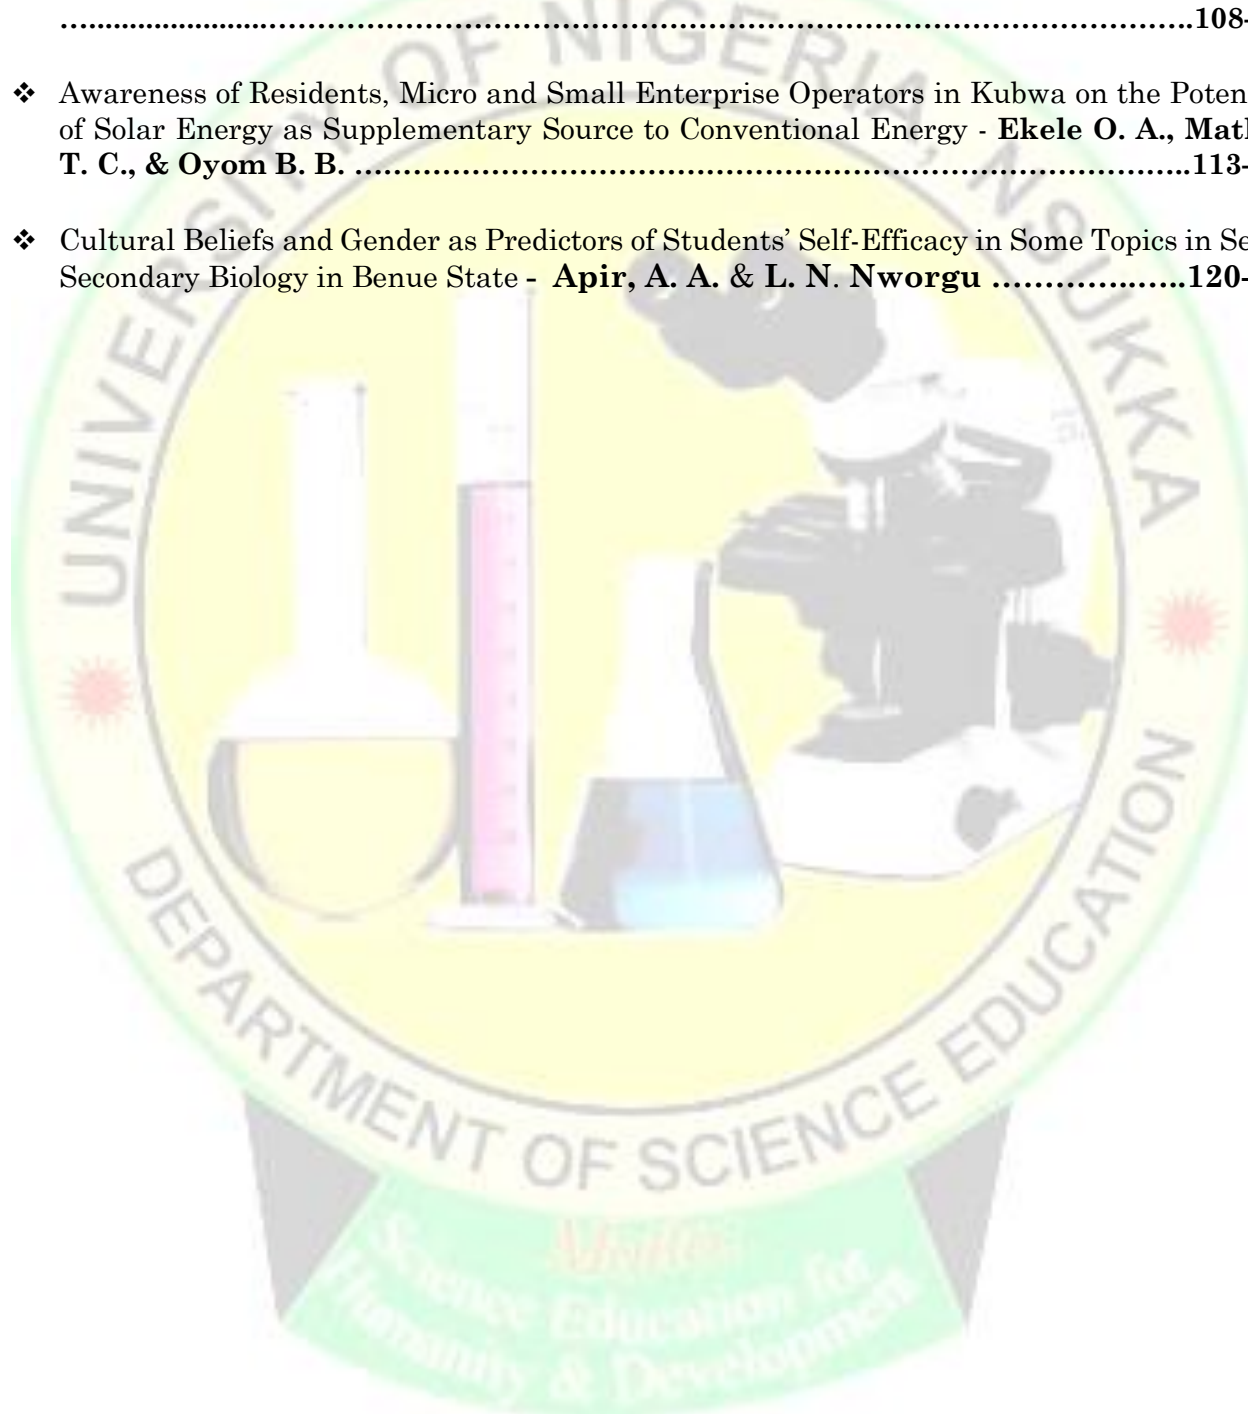 …........................……………………………………………………………………………………….108-
❖ Awareness of Residents, Micro and Small Enterprise Operators in Kubwa on the Poten
of Solar Energy as Supplementary Source to Conventional Energy - Ekele O. A., Mat
T. C., & Oyom B. B. ………………………………………………………………………………..113-
❖ Cultural Beliefs and Gender as Predictors of Students’ Self-Efficacy in Some Topics in Se
Secondary Biology in Benue State - Apir, A. A. & L. N. Nworgu …………..…..120-
UNIVERSITY OF NIGERIA, NSUKKA
DEPARTMENT OF SCIENCE EDUCATION
Motto:
Science Education for
Humanity & Development